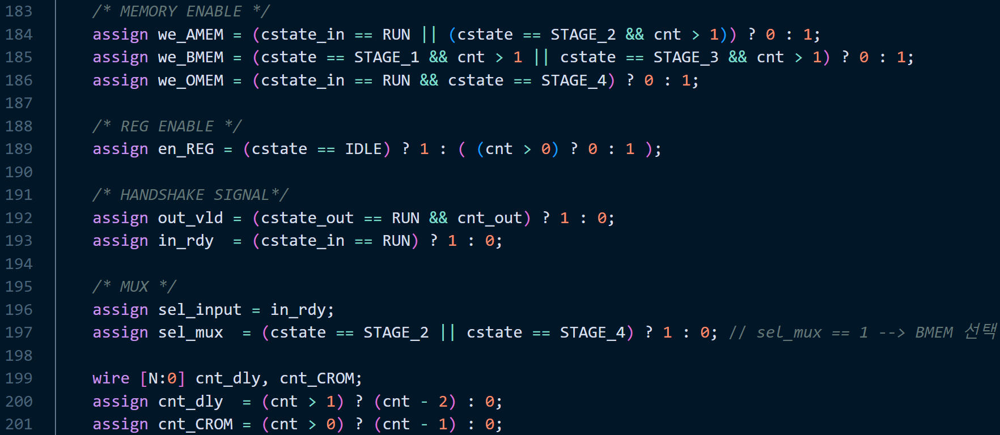 183 /* MEMORY ENABLE */
184 assign we_AMEM = (cstate_in == RUN || (cstate == STAGE_2 && cnt > 1)) ? 0 : 1;
185 assign we_BMEM = (cstate == STAGE_1 && cnt > 1 || cstate == STAGE_3 && cnt > 1) ? 0 : 1;
186 assign we_OMEM = (cstate_in == RUN && cstate == STAGE_4) ? 0 : 1;
187
188 /* REG ENABLE */
189 assign en_REG = (cstate == IDLE) ? 1 : ( (cnt > 0) ? 0 : 1 );
190
191 /* HANDSHAKE SIGNAL*/
192 assign out_vld = (cstate_out == RUN && cnt_out) ? 1 : 0;
193 assign in_rdy  = (cstate_in == RUN) ? 1 : 0;
194
195 /* MUX */
196 assign sel_input = in_rdy;
197 assign sel_mux  = (cstate == STAGE_2 || cstate == STAGE_4) ? 1 : 0; // sel_mux == 1 --> BMEM 선택
198
199 wire [N:0] cnt_dly, cnt_CROM;
200 assign cnt_dly  = (cnt > 1) ? (cnt - 2) : 0;
201 assign cnt_CROM = (cnt > 0) ? (cnt - 1) : 0;